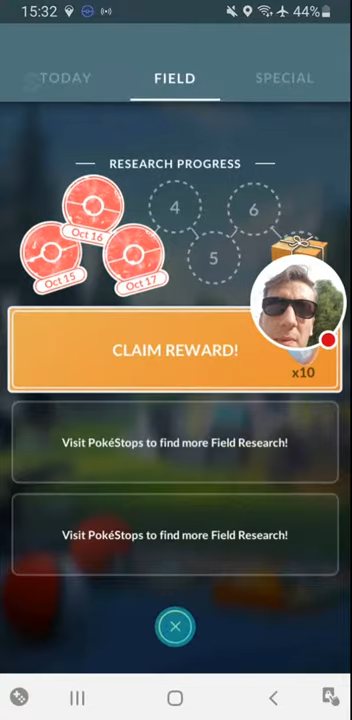 15:32 44%
TODAY FIELD SPECIAL
RESEARCH PROGRESS
4 6
Oct 16
5
Oct 15 Oct 17
CLAIM REWARD!
x10
Visit PokéStops to find more Field Research!
Visit PokéStops to find more Field Research!